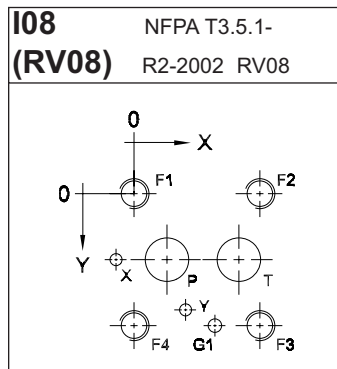 I08 NFPA T3.5.1-
(RV08) R2-2002 RV08
0
X
0 F1 F2
Y
X P T
Y
F4 G1 F3